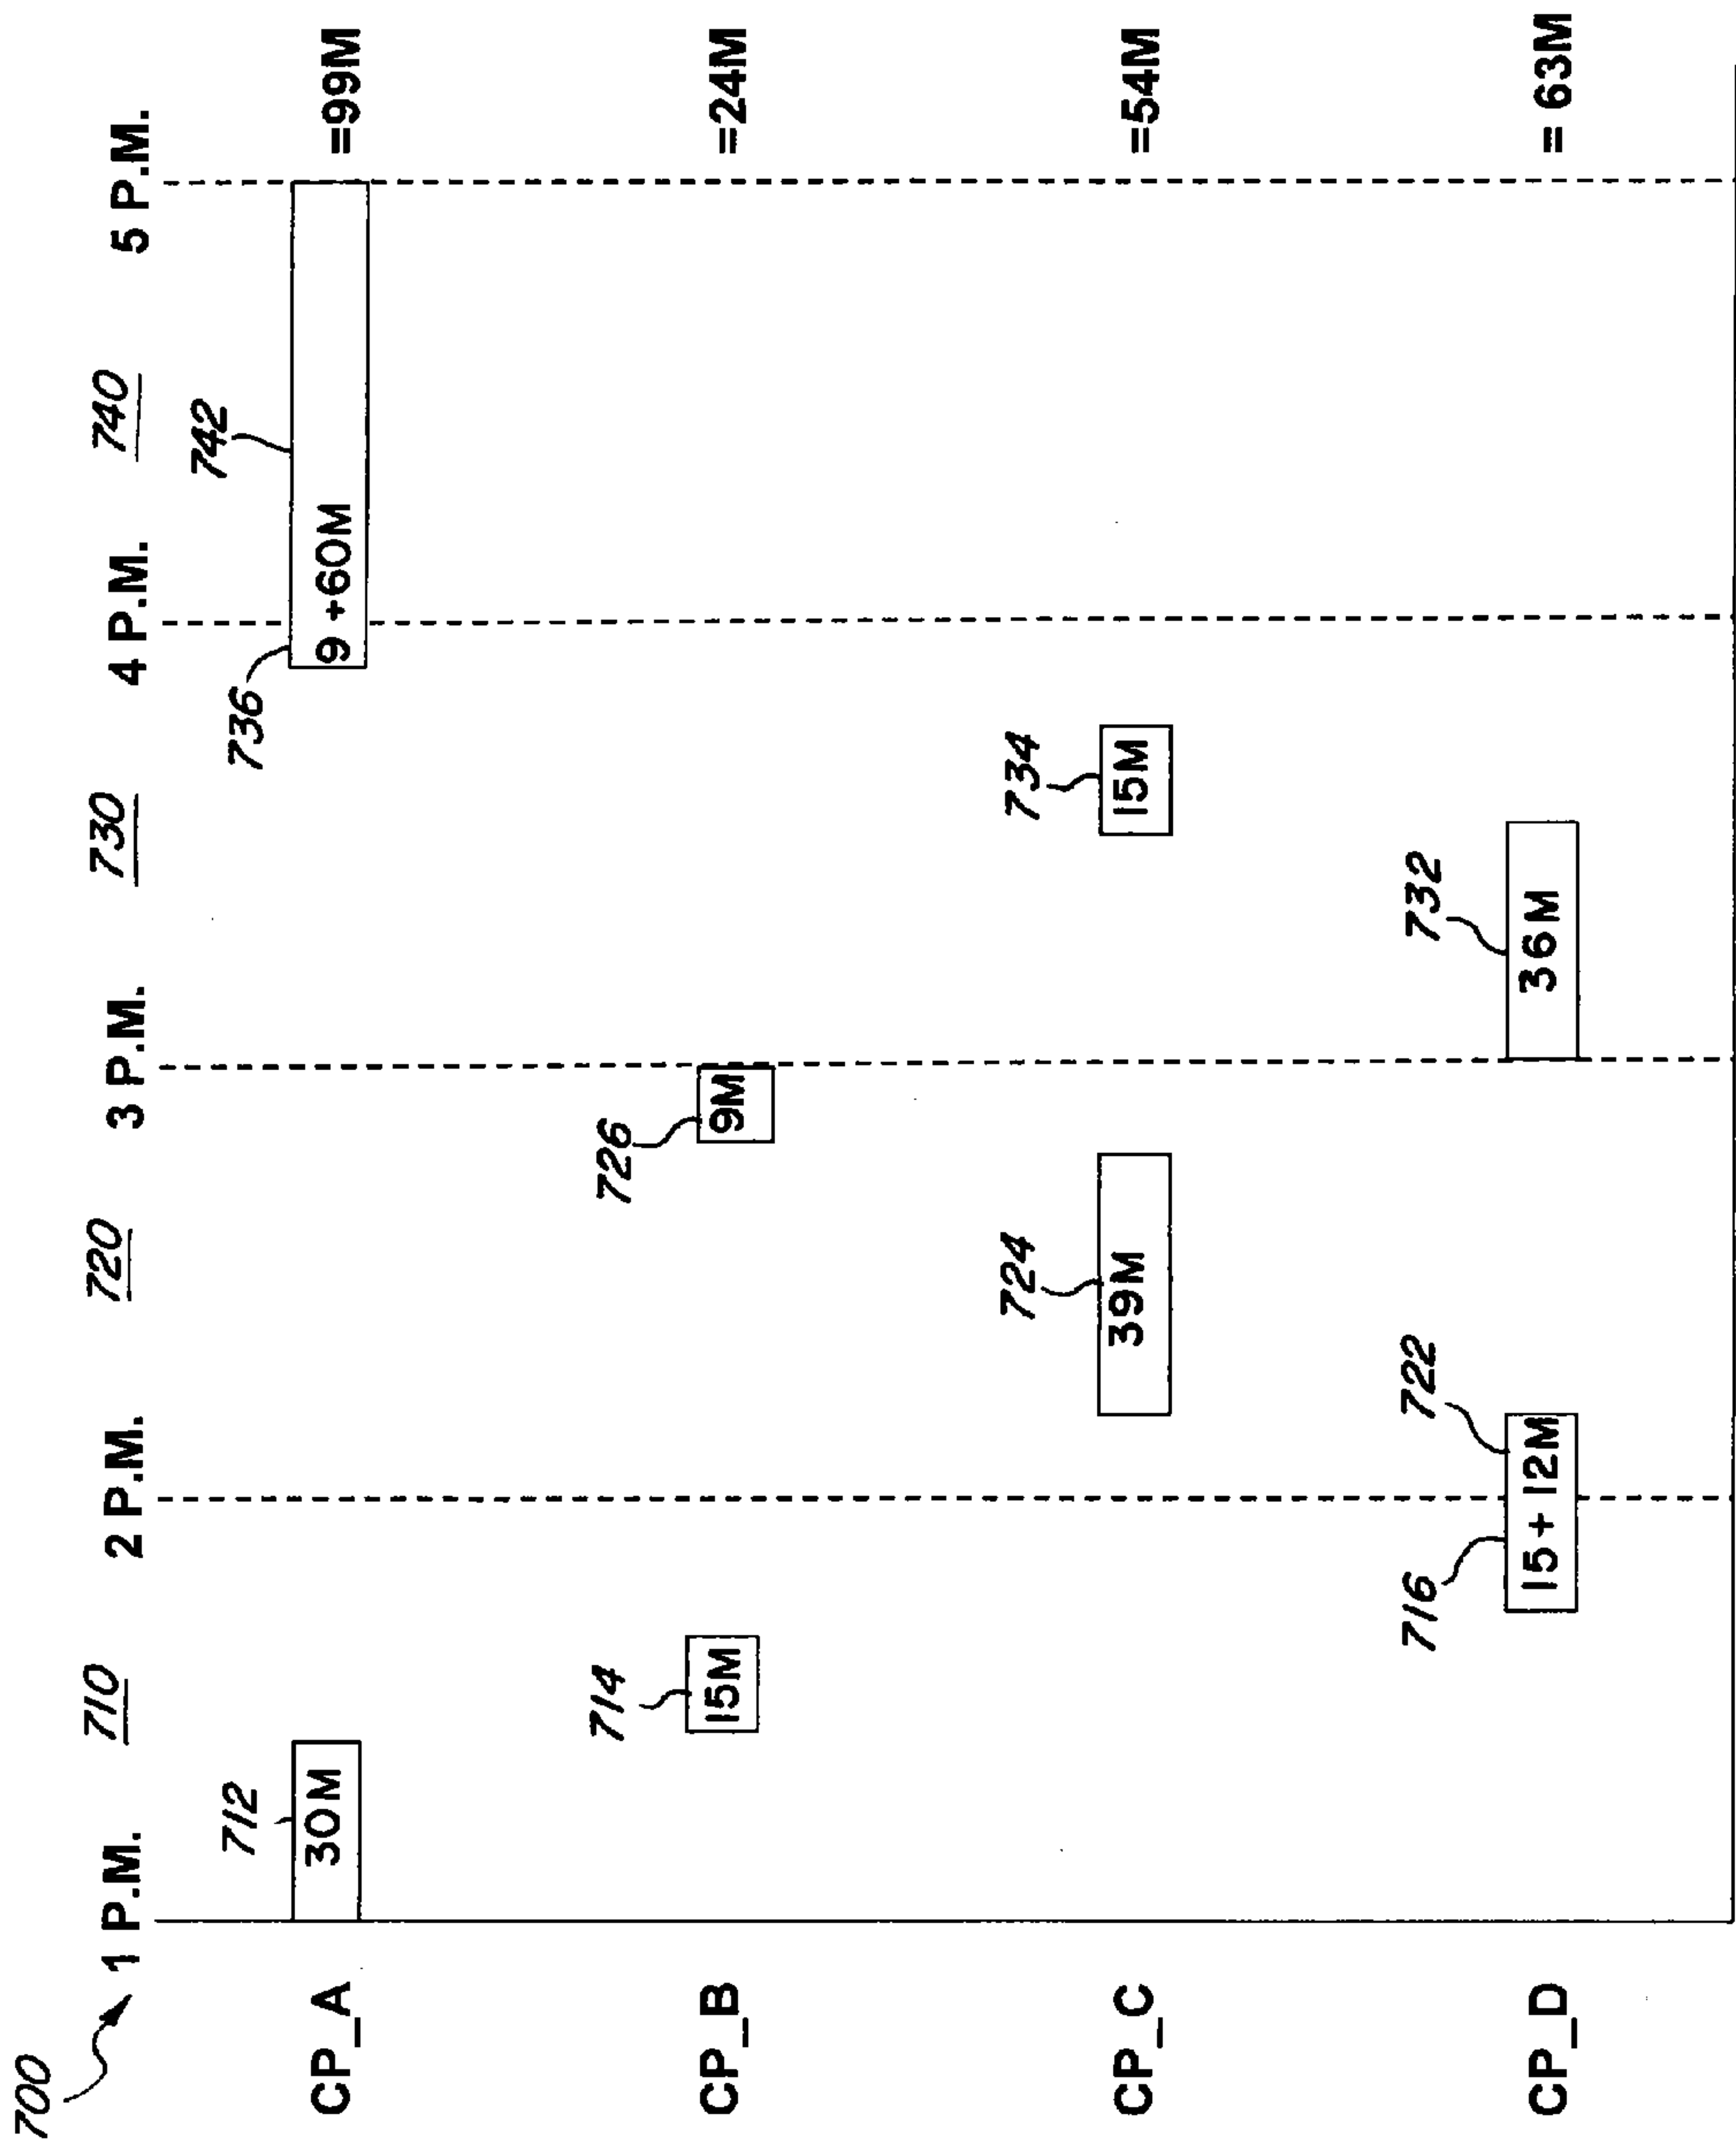 700
1 P.M. 710 2 P.M. 720 3 P.M. 730 4 P.M. 740 5 P.M.
712 736 742
CP_A 30M 9+60M =99M
714 726
CP_B 15M 9M =24M
724 734
CP_C 39M 15M =54M
716 722 732
CP_D 15+12M 36M = 63M